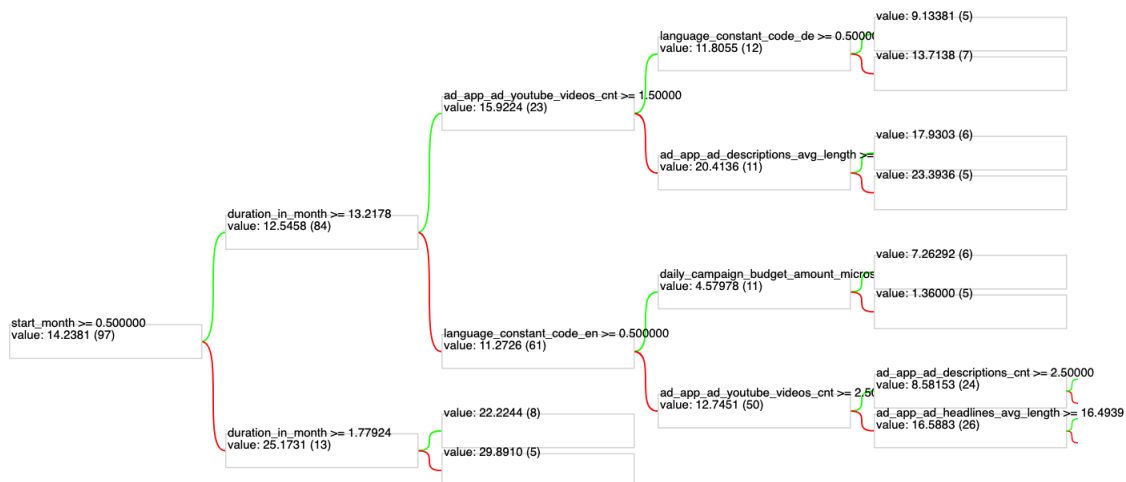 start_month >= 0.500000
value: 14.2381 (97)
duration_in_month >= 13.2178
value: 12.5458 (84)
duration_in_month >= 1.77924
value: 25.1731 (13)
ad_app_ad_youtube_videos_cnt >= 1.50000
value: 15.9224 (23)
language_constant_code_en >= 0.500000
value: 11.2726 (61)
value: 22.2244 (8)
value: 29.8910 (5)
language_constant_code_de >= 0.5000
value: 11.8055 (12)
ad_app_ad_descriptions_avg_length >=
value: 20.4136 (11)
daily_campaign_budget_amount_micros
value: 4.57978 (11)
ad_app_ad_youtube_videos_cnt >= 2.50
value: 12.7451 (50)
value: 9.13381 (5)
value: 13.7138 (7)
value: 17.9303 (6)
value: 23.3936 (5)
value: 7.26292 (6)
value: 1.36000 (5)
ad_app_ad_descriptions_cnt >= 2.50000
value: 8.58153 (24)
ad_app_ad_headlines_avg_length >= 16.4939
value: 16.5883 (26)